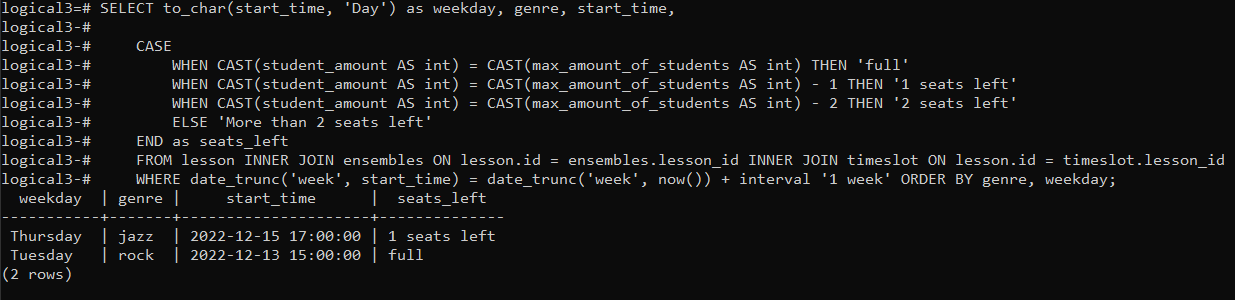 logical3=# SELECT to_char(start_time, 'Day') as weekday, genre, start_time,
logical3-#
logical3-#     CASE
logical3-#         WHEN CAST(student_amount AS int) = CAST(max_amount_of_students AS int) THEN 'full'
logical3-#         WHEN CAST(student_amount AS int) = CAST(max_amount_of_students AS int) - 1 THEN '1 seats left'
logical3-#         WHEN CAST(student_amount AS int) = CAST(max_amount_of_students AS int) - 2 THEN '2 seats left'
logical3-#         ELSE 'More than 2 seats left'
logical3-#     END as seats_left
logical3-#     FROM lesson INNER JOIN ensembles ON lesson.id = ensembles.lesson_id INNER JOIN timeslot ON lesson.id = timeslot.lesson_id
logical3-#     WHERE date_trunc('week', start_time) = date_trunc('week', now()) + interval '1 week' ORDER BY genre, weekday;
  weekday  | genre |     start_time      |  seats_left
-----------+-------+---------------------+--------------
 Thursday  | jazz  | 2022-12-15 17:00:00 | 1 seats left
 Tuesday   | rock  | 2022-12-13 15:00:00 | full
(2 rows)